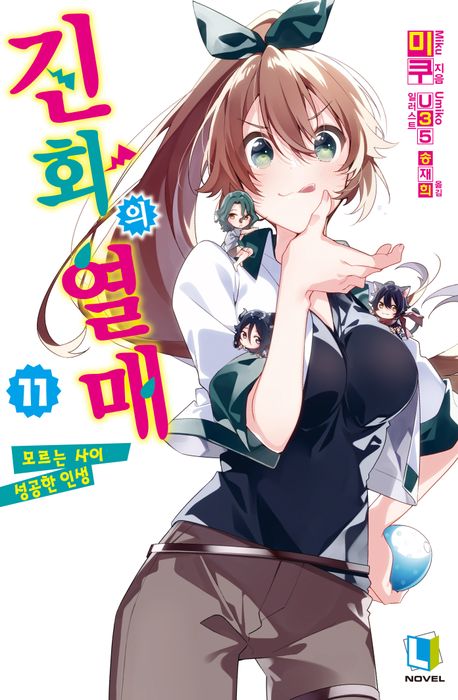 진화의 열매
11
모르는 사이
성공한 인생
미쿠 지음
Miku
U35 일러스트
Umiko
송재희 옮김
L NOVEL